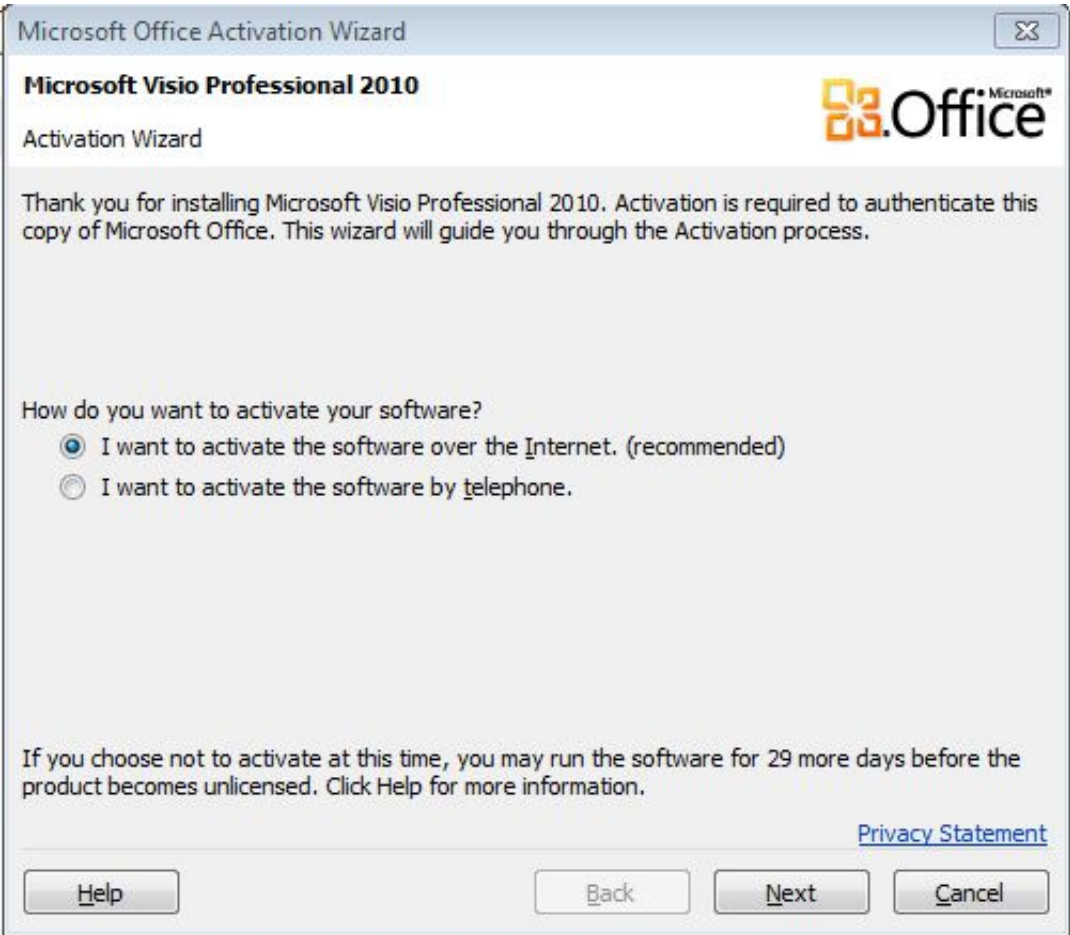 Microsoft Office Activation Wizard
Microsoft Visio Professional 2010
Microsoft®
Office
Activation Wizard
Thank you for installing Microsoft Visio Professional 2010. Activation is required to authenticate this
copy of Microsoft Office. This wizard will guide you through the Activation process.
How do you want to activate your software?
I want to activate the software over the Internet. (recommended)
I want to activate the software by telephone.
If you choose not to activate at this time, you may run the software for 29 more days before the
product becomes unlicensed. Click Help for more information.
Privacy Statement
Help Back Next Cancel